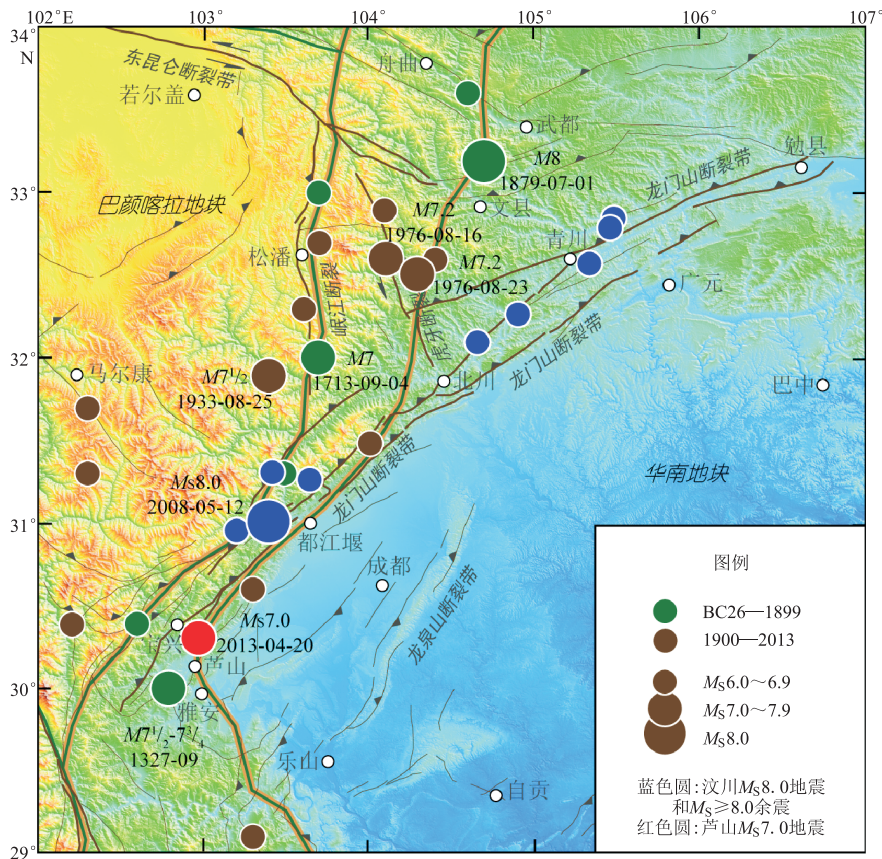 102°E
103°
104°
105°
106°
107°
34°
N
33°
32°
31°
30°
29°
东昆仑断裂带
若尔盖
舟曲
武都
勉县
M8
1879-07-01
龙门山断裂带
巴颜喀拉地块
文县
M7.2
1976-08-16
青川
松潘
M7.2
1976-08-23
广元
岷江断裂
虎牙断裂
M7
1713-09-04
马尔康
M7 1/2
1933-08-25
北川
龙门山断裂带
巴中
Ms8.0
2008-05-12
龙门山断裂带
华南地块
都江堰
成都
龙泉山断裂带
Ms7.0
2013-04-20
兴
芦山
雅安
M7 1/2-7 3/4
1327-09
乐山
自贡
图例
BC26—1899
1900—2013
MS6.0～6.9
MS7.0～7.9
MS8.0
蓝色圆:汶川MS8.0地震
和MS≥8.0余震
红色圆:芦山MS7.0地震